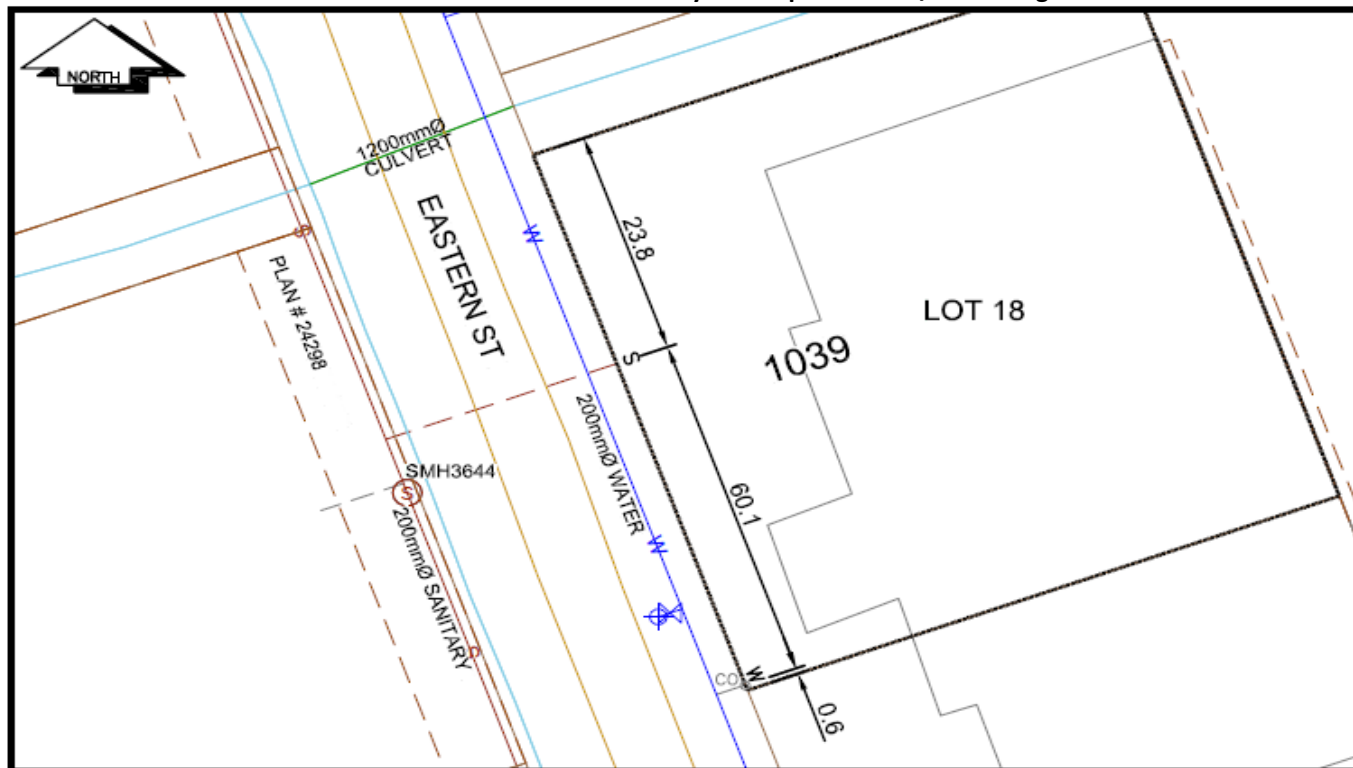 NORTH
1200mmØ
CULVERT
EASTERN ST
W
S
PLAN # 24298
23.8
S
LOT 18
1039
200mmØ WATER
60.1
SMH3644
S
200mmØ SANITARY
W
W
CO
0.6